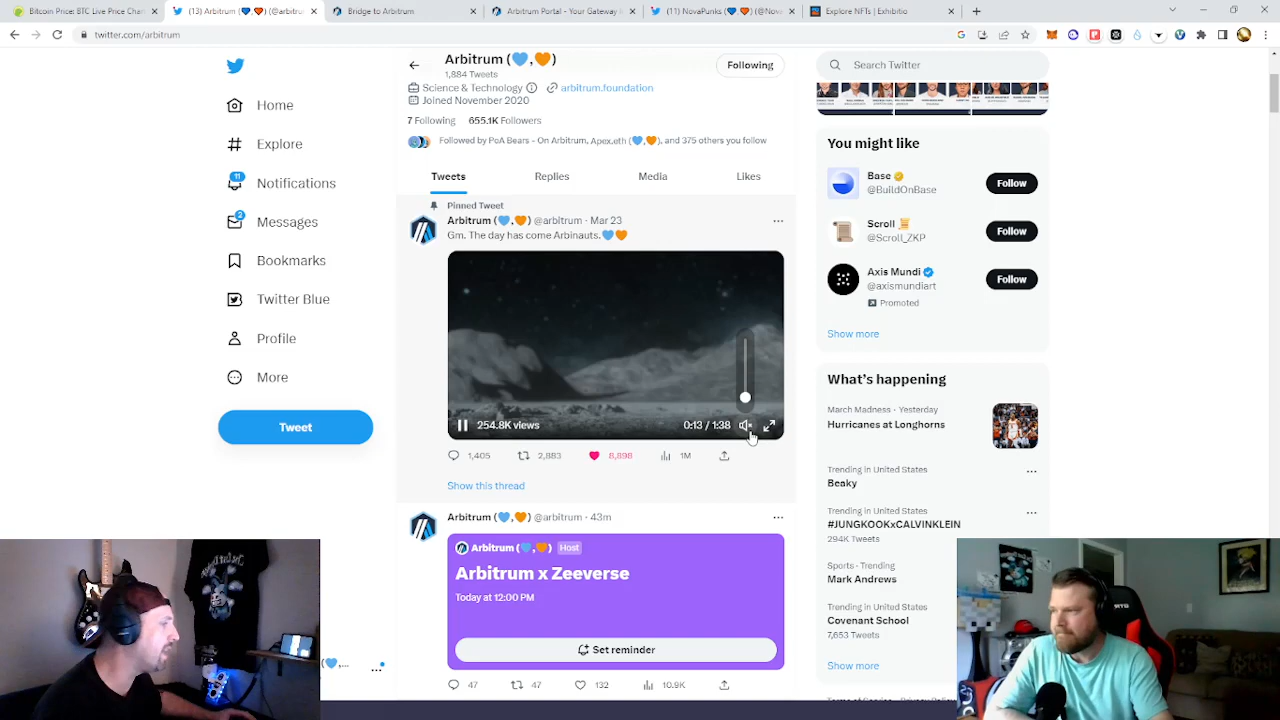 Bitcoin Price: BTC Live Price Chart
(13) Arbitrum (💙,🧡) (@arbitru
Bridge to Arbitrum
Arbitrum Portal - Your Gateway
(11) NovaPunks (💙,🧡) (@Now
Explore NFTs | Exhibitio
twitter.com/arbitrum
Home
Explore
11
Notifications
2
Messages
Bookmarks
Twitter Blue
Profile
More
Tweet
Arbitrum (💙,🧡)
1,884 Tweets
Following
Science & Technology
arbitrum.foundation
Joined November 2020
7 Following 655.1K Followers
Followed by PoA Bears - On Arbitrum, Apex.eth (💙,🧡), and 375 others you follow
Tweets Replies Media Likes
Pinned Tweet
Arbitrum (💙,🧡) @arbitrum · Mar 23
Gm. The day has come Arbinauts.💙🧡
254.8K views
0:13 / 1:38
1,405 2,883 8,898 1M
Show this thread
Arbitrum (💙,🧡) @arbitrum · 43m
Arbitrum (💙,🧡) Host
Arbitrum x Zeeverse
Today at 12:00 PM
Set reminder
47 47 132 10.9K
Search Twitter
You might like
Base
@BuildOnBase
Follow
Scroll
@Scroll_ZKP
Follow
Axis Mundi
@axismundiart
Follow
Promoted
Show more
What's happening
March Madness · Yesterday
Hurricanes at Longhorns
Trending in United States
Beaky
Trending in United States
#JUNGKOOKxCALVINKLEIN
294K Tweets
Sports · Trending
Mark Andrews
Trending in United States
Covenant School
7,653 Tweets
Show more